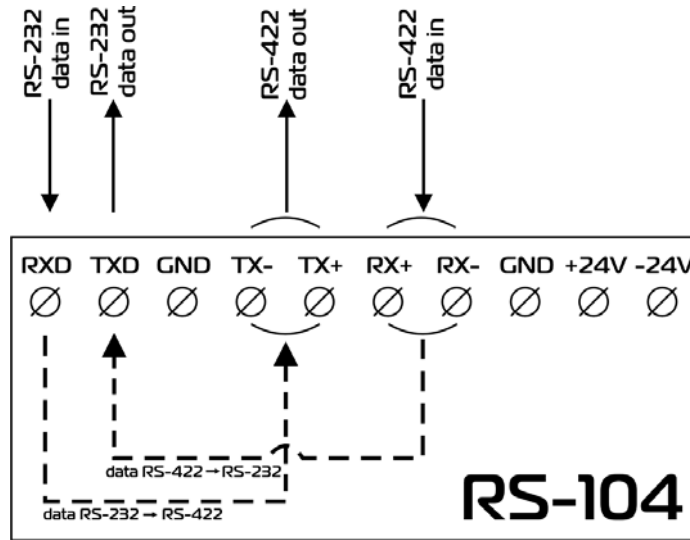 RS-232
data in
RS-232
data out
RS-422
data out
RS-422
data in
RXD TXD GND TX- TX+ RX+ RX- GND +24V -24V
data RS-422→RS-232
data RS-232→RS-422
RS-104